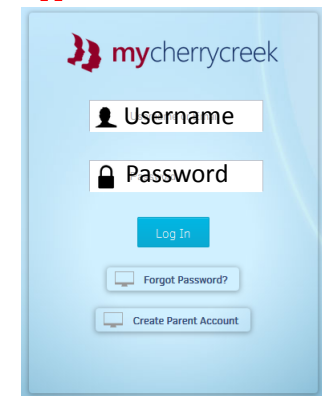 mycherrycreek
Username
Password
Log In
Forgot Password?
Create Parent Account